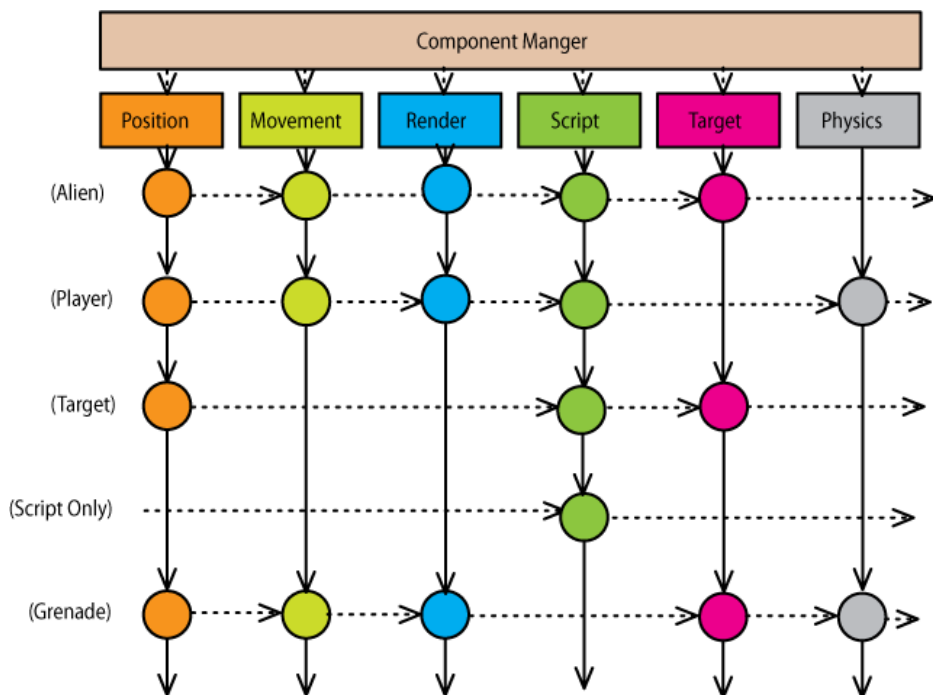 Component Manger
Position Movement Render Script Target Physics
(Alien)
(Player)
(Target)
(Script Only)
(Grenade)